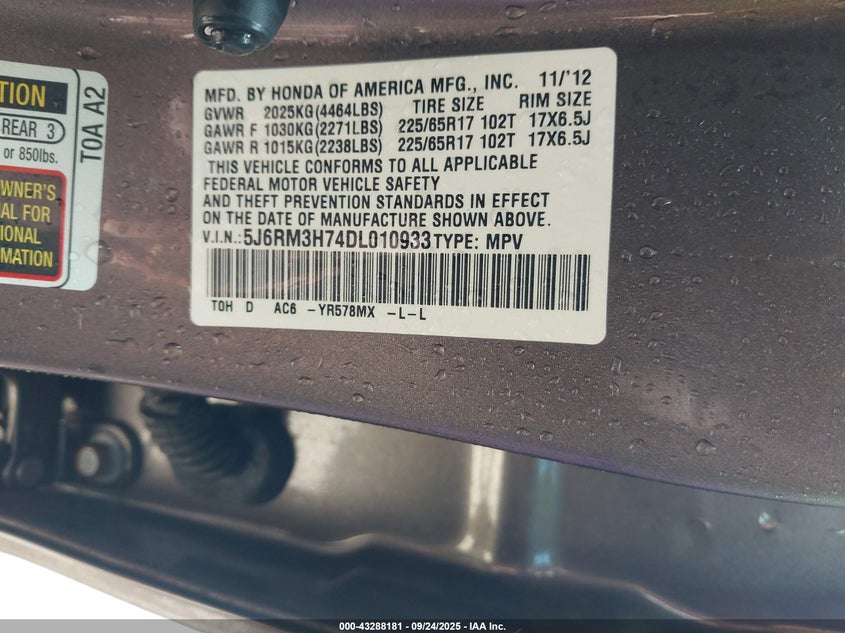 TION
REAR 3
or 850lbs.
WNER'S
AL FOR
IONAL
MATION
TOA A2
MFD. BY HONDA OF AMERICA MFG., INC. 11/'12
GVWR 2025KG(4464LBS) TIRE SIZE RIM SIZE
GAWR F 1030KG(2271LBS) 225/65R17 102T 17X6.5J
GAWR R 1015KG(2238LBS) 225/65R17 102T 17X6.5J
THIS VEHICLE CONFORMS TO ALL APPLICABLE
FEDERAL MOTOR VEHICLE SAFETY
AND THEFT PREVENTION STANDARDS IN EFFECT
ON THE DATE OF MANUFACTURE SHOWN ABOVE.
V.I.N.: 5J6RM3H74DL010933 TYPE: MPV
TOH D AC6 -YR578MX -L-L
000-43288181 - 09/24/2025 - IAA Inc.